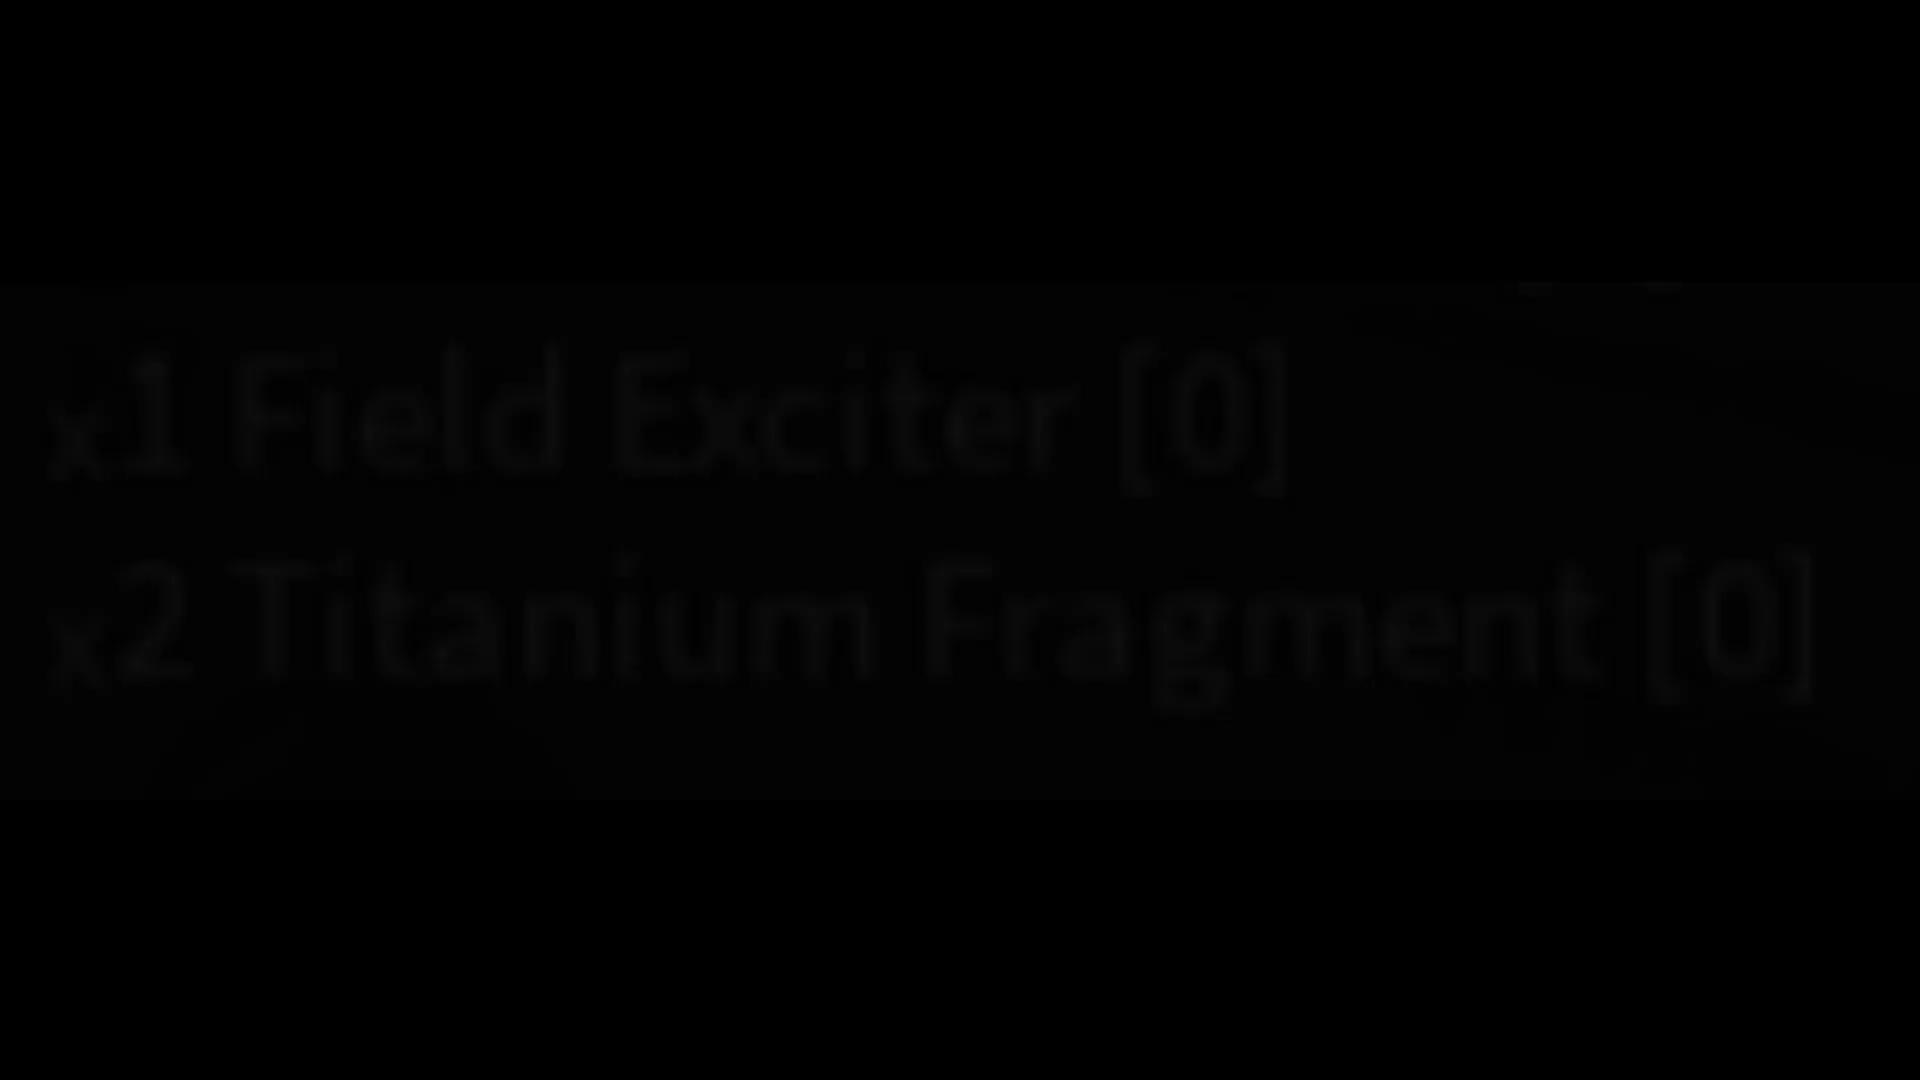 x1 Field Exciter [0]
x2 Titanium Fragment [0]